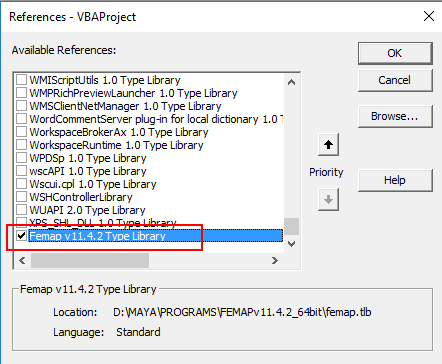 References - VBAProject
Available References:
OK
Cancel
Browse...
Priority
Help
WMIScriptUtils 1.0 Type Library
WMPRichPreviewLauncher 1.0 Type Library
WMSClientNetManager 1.0 Type Library
WordCommentServer plug-in for local dictionary 1.0 T
WorkspaceBrokerAx 1.0 Type Library
WorkspaceRuntime 1.0 Type Library
WPDSp 1.0 Type Library
wscAPI 1.0 Type Library
Wscui.cpl 1.0 Type Library
WSHControllerLibrary
WUAPI 2.0 Type Library
XPS_SHL_DLL 1.0 Type Library
Femap v11.4.2 Type Library
Femap v11.4.2 Type Library
Location: D:\MAYA\PROGRAMS\FEMAPv11.4.2_64bit\femap.tlb
Language: Standard